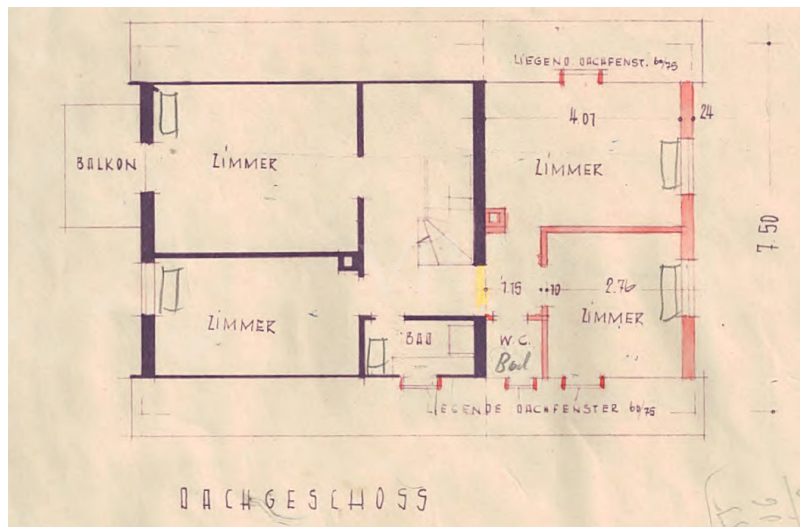 LIEGEND DACHFENST. 60/75
4.01
24
BALKON
ZIMMER
ZIMMER
7.50
1.15
10
2.76
ZIMMER
ZIMMER
BAD
W.C.
Bad
LIEGENDE DACHFENSTER 60/75
DACHGESCHOSS